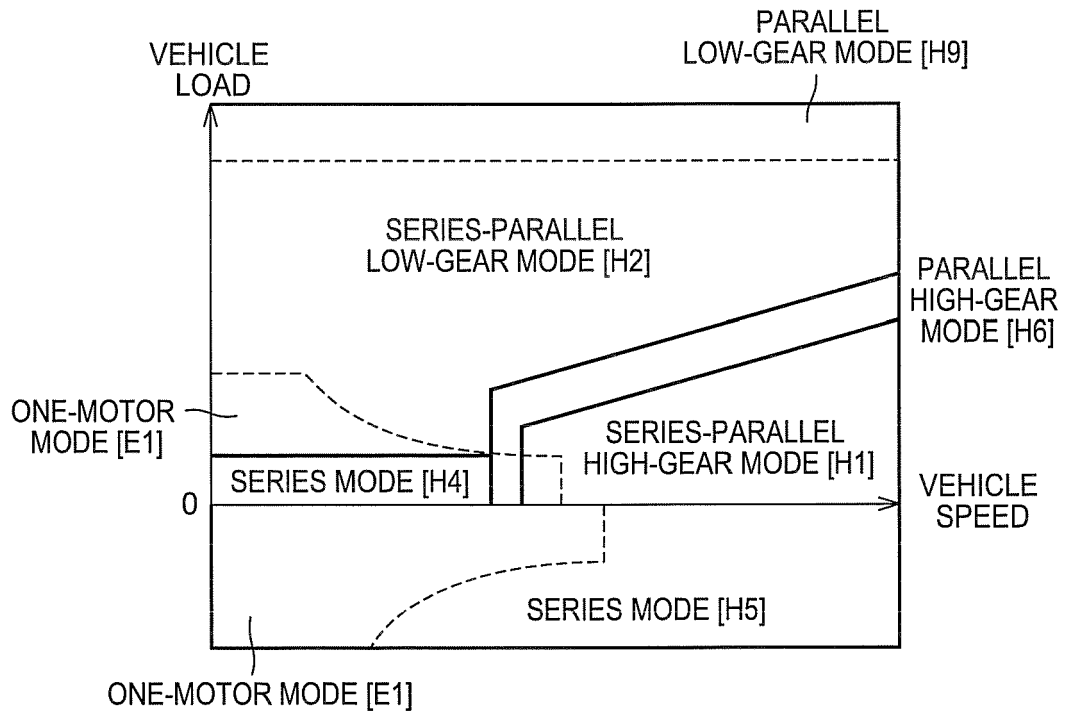 PARALLEL
LOW-GEAR MODE [H9]
VEHICLE
LOAD
SERIES-PARALLEL
LOW-GEAR MODE [H2]
PARALLEL
HIGH-GEAR
MODE [H6]
ONE-MOTOR
MODE [E1]
SERIES-PARALLEL
HIGH-GEAR MODE [H1]
SERIES MODE [H4]
0
VEHICLE
SPEED
SERIES MODE [H5]
ONE-MOTOR MODE [E1]